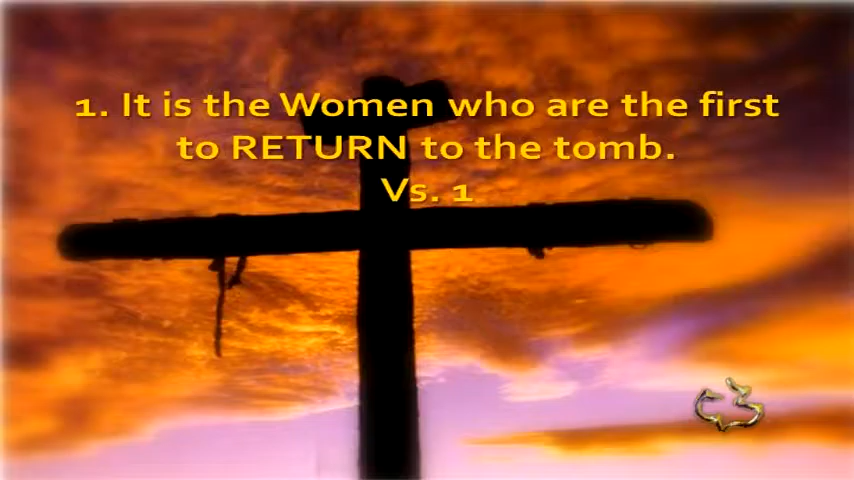 1. It is the Women who are the first
to RETURN to the tomb.
Vs. 1